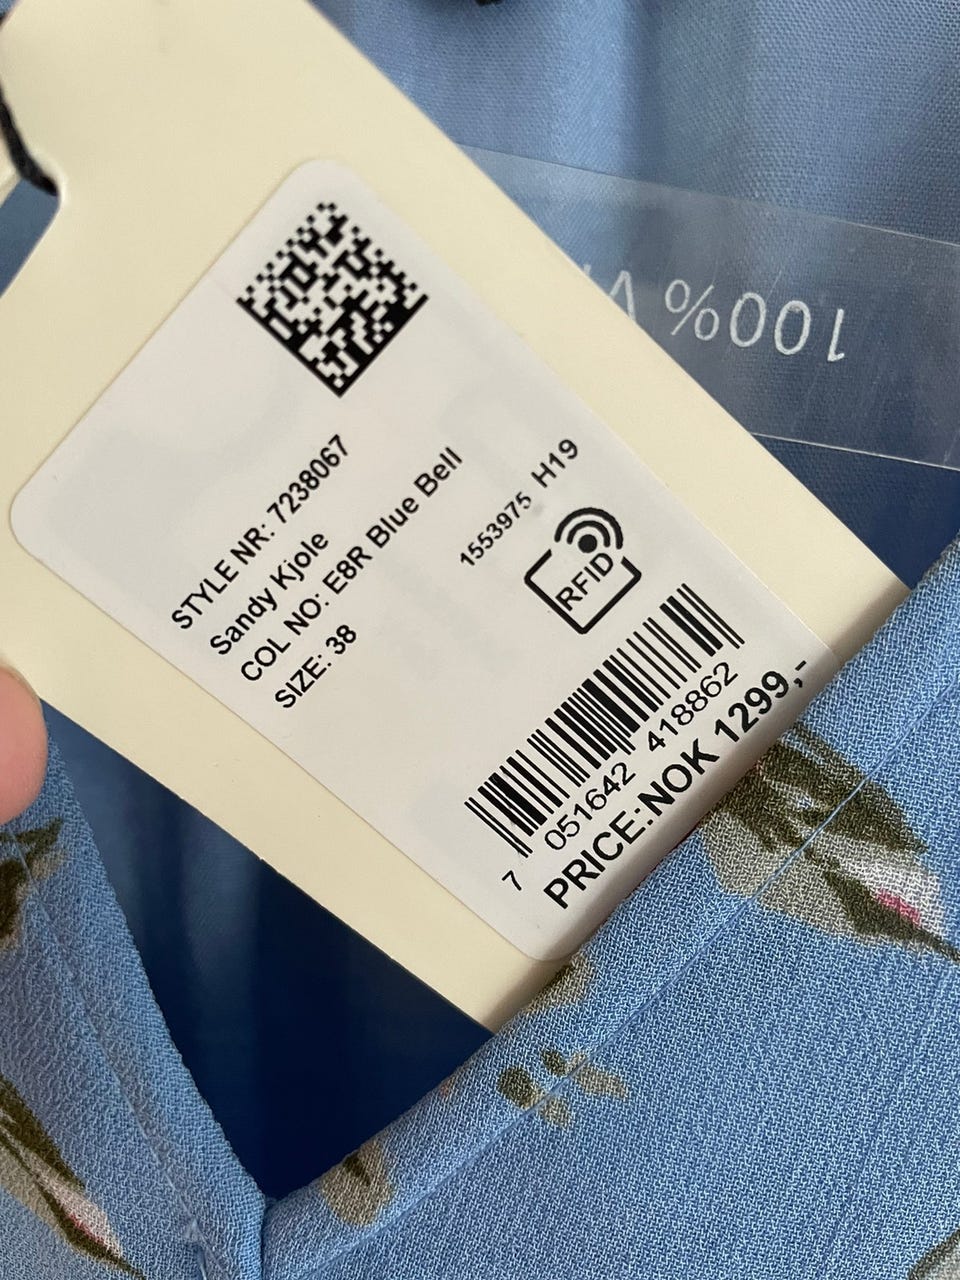 STYLE NR: 7238067
Sandy Kjole
COL NO: E8R Blue Bell
SIZE: 38
1553975 H19
RFID
7 051642 418862
PRICE:NOK 1299,-
100%